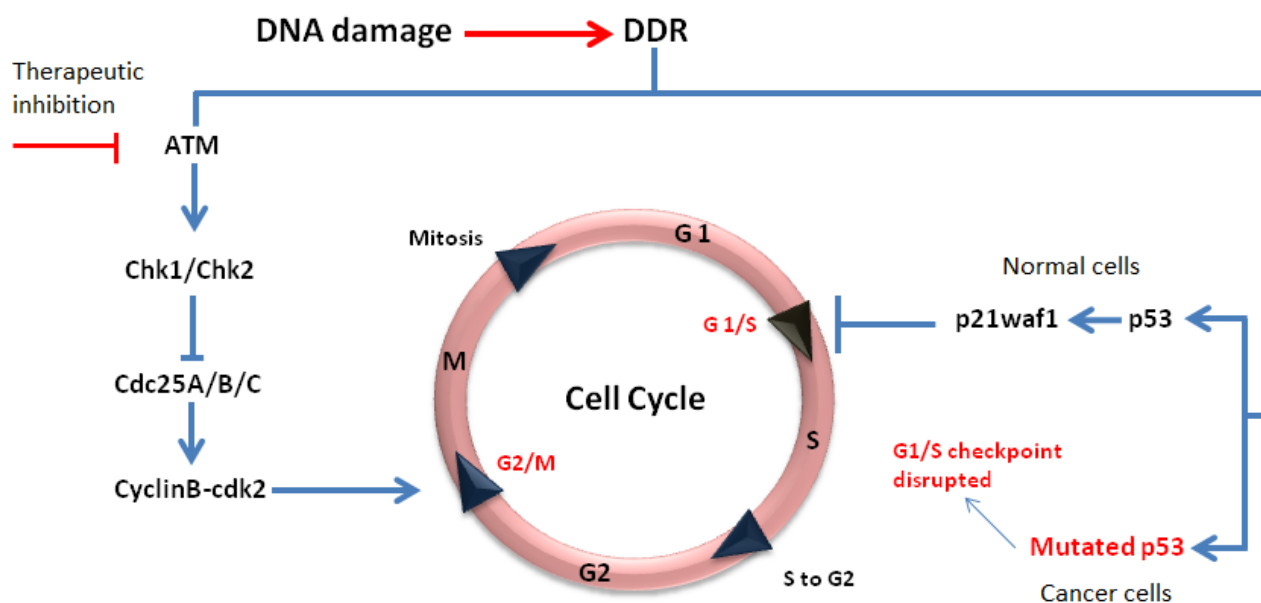 DNA damage
DDR
Therapeutic
inhibition
ATM
Chk1/Chk2
Cdc25A/B/C
CyclinB-cdk2
Mitosis
G 1
G 1/S
M
Cell Cycle
S
G2/M
G2
S to G2
Normal cells
p21waf1
p53
G1/S checkpoint
disrupted
Mutated p53
Cancer cells